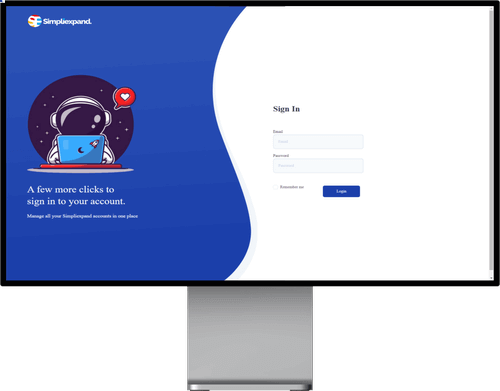 Simpliexpand.
Sign In
Email
Password
Password
Remember me
Login
A few more clicks to
sign in to your account.
Manage all your Simpliexpand accounts in one place